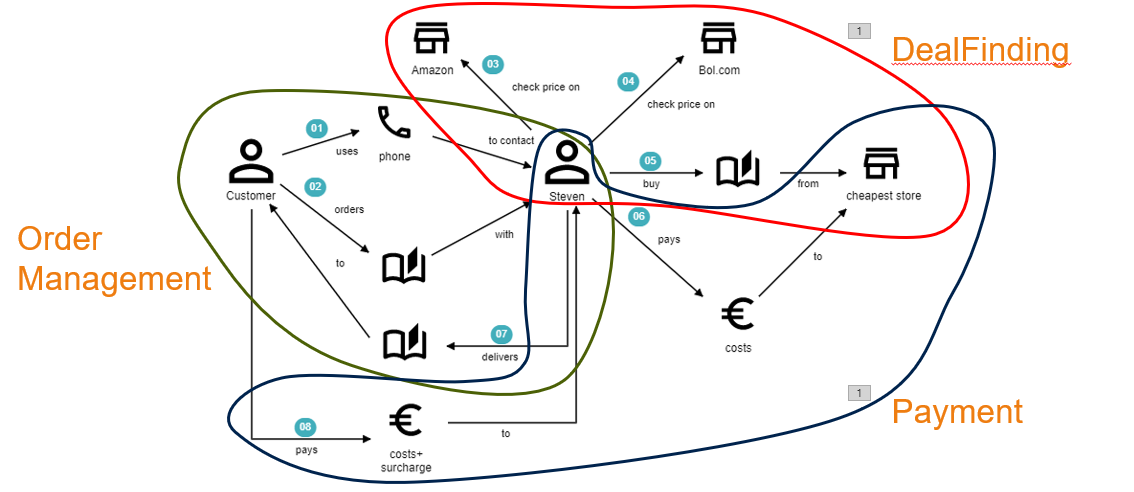 1
DealFinding
Amazon
Bol.com
03
check price on
04
check price on
01
uses
phone
to contact
05
buy
from
cheapest store
Customer
02
orders
Steven
06
pays
with
to
to
Order
Management
costs
07
delivers
1
Payment
08
pays
costs+
surcharge
to